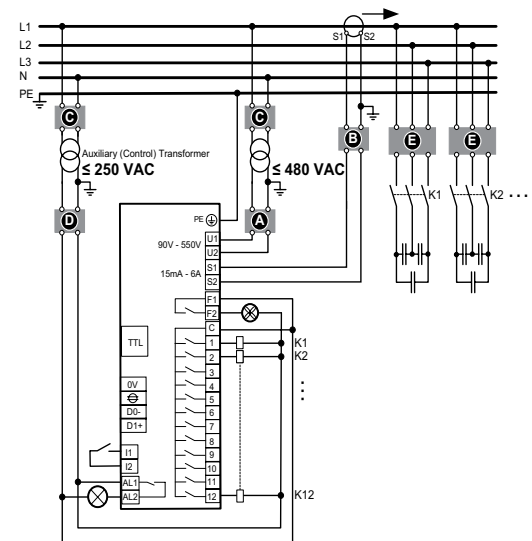 L1
L2
L3
N
PE
S1 S2
C
C
B
E
E
Auxiliary (Control) Transformer
≤ 250 VAC
≤ 480 VAC
K1
K2 ...
D
A
PE
90V - 550V
U1
U2
15mA - 6A
S1
S2
F1
F2
C
TTL
1
K1
2
K2
3
4
5
6
7
8
9
10
11
12
K12
0V
D0-
D1+
I1
I2
AL1
AL2